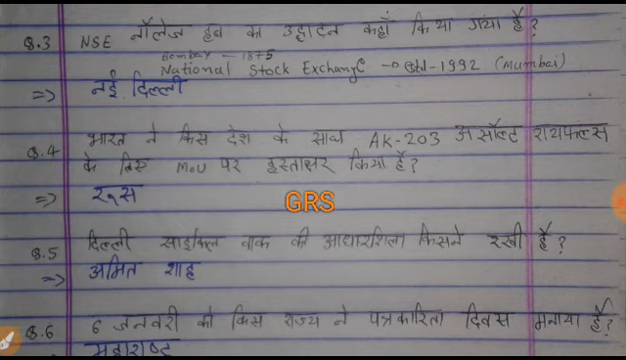 Q.3 NSE नॉलेज हब का उद्घाटन कहाँ किया गया है?
Bombay - 1875
National Stock Exchange - 1992 (Mumbai)
=> नई दिल्ली
Q.4 भारत ने किस देश के साथ AK-203 असॉल्ट रायफल्स
के लिए MoU पर हस्ताक्षर किया है?
=> रूस
GRS
Q.5 दिल्ली साइकिल वाक की आधारशिला किसने रखी है?
=> अमित शाह
Q.6 6 जनवरी को किस राज्य ने पत्रकारिता दिवस मनाया है?
महाराष्ट्र